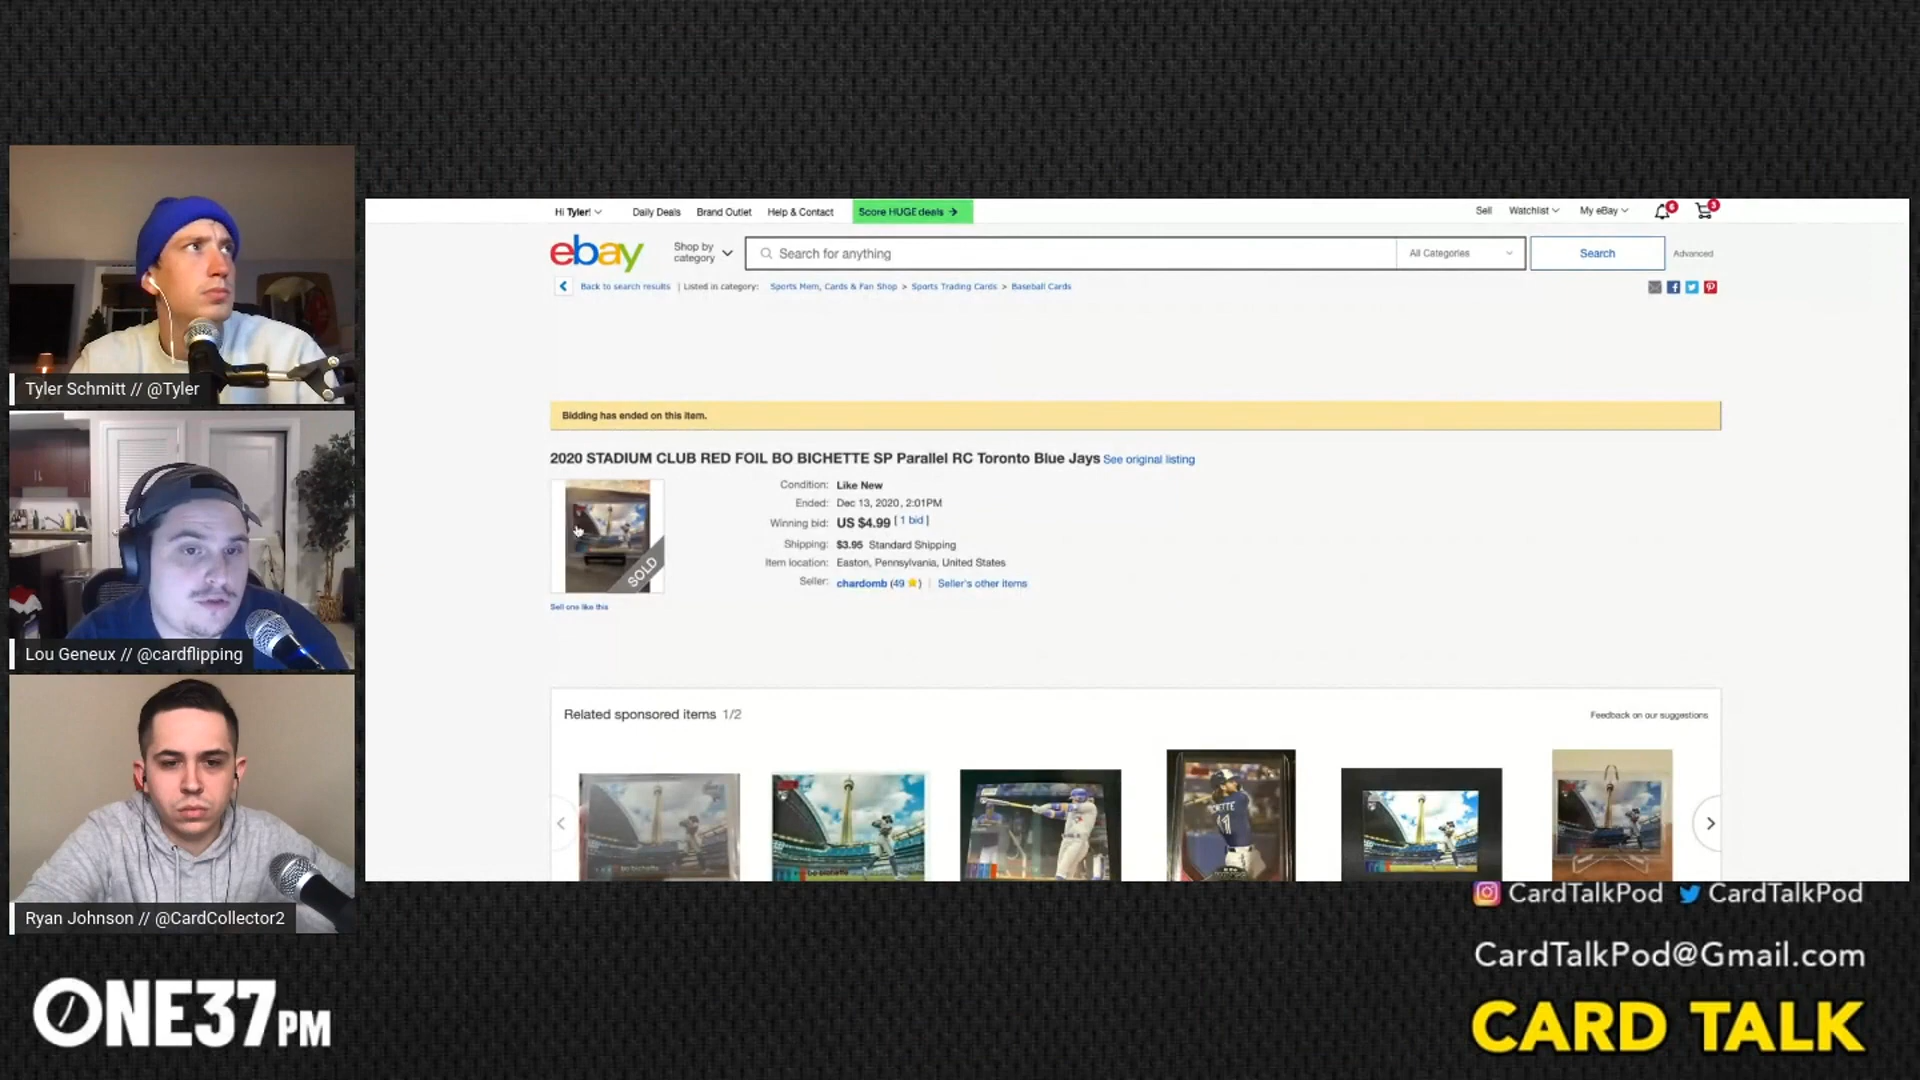 Tyler Schmitt // @Tyler
Lou Geneux // @cardflipping
Ryan Johnson // @CardCollector2
ONE37PM
Hi Tyler! Daily Deals Brand Outlet Help & Contact Score HUGE deals Sell Watchlist My eBay 6 3
ebay Shop by category Search for anything All Categories Search Advanced
Back to search results | Listed in category: Sports Mem, Cards & Fan Shop > Sports Trading Cards > Baseball Cards
Bidding has ended on this item.
2020 STADIUM CLUB RED FOIL BO BICHETTE SP Parallel RC Toronto Blue Jays See original listing
SOLD
Sell one like this
Condition: Like New
Ended: Dec 13, 2020, 2:01PM
Winning bid: US $4.99 [ 1 bid ]
Shipping: $3.95 Standard Shipping
Item location: Easton, Pennsylvania, United States
Seller: chardomb (49) | Seller's other items
Related sponsored items 1/2 Feedback on our suggestions
CardTalkPod CardTalkPod
CardTalkPod@Gmail.com
CARD TALK